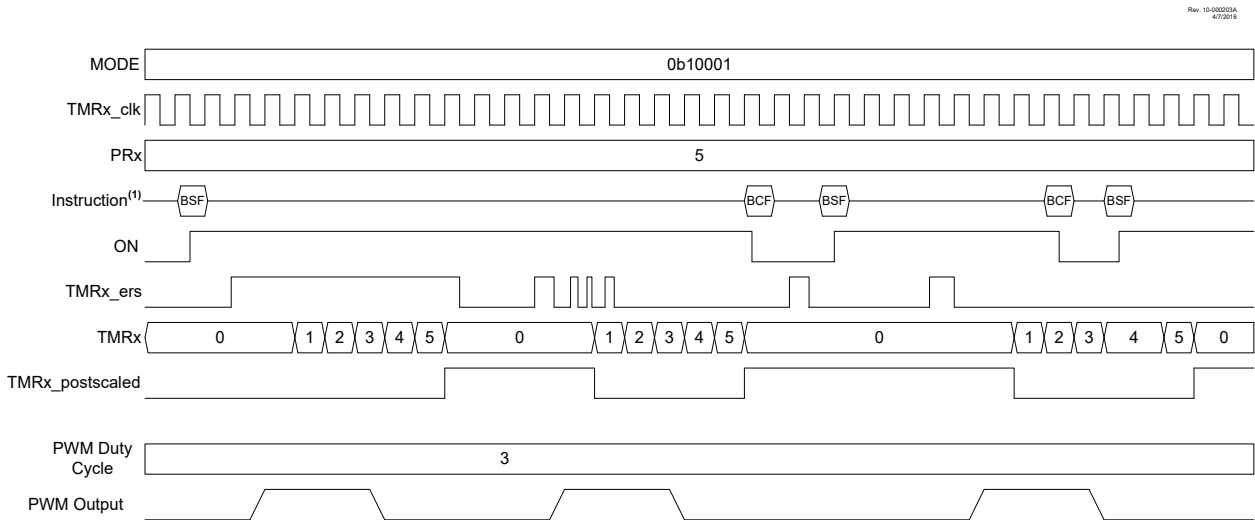 Rev. 10-000203A
4/7/2016
MODE 0b10001
TMRx_clk
PRx 5
Instruction(1) BSF BCF BSF BCF BSF
ON
TMRx_ers
TMRx 0 1 2 3 4 5 0 1 2 3 4 5 0 1 2 3 4 5 0
TMRx_postscaled
PWM Duty
Cycle 3
PWM Output